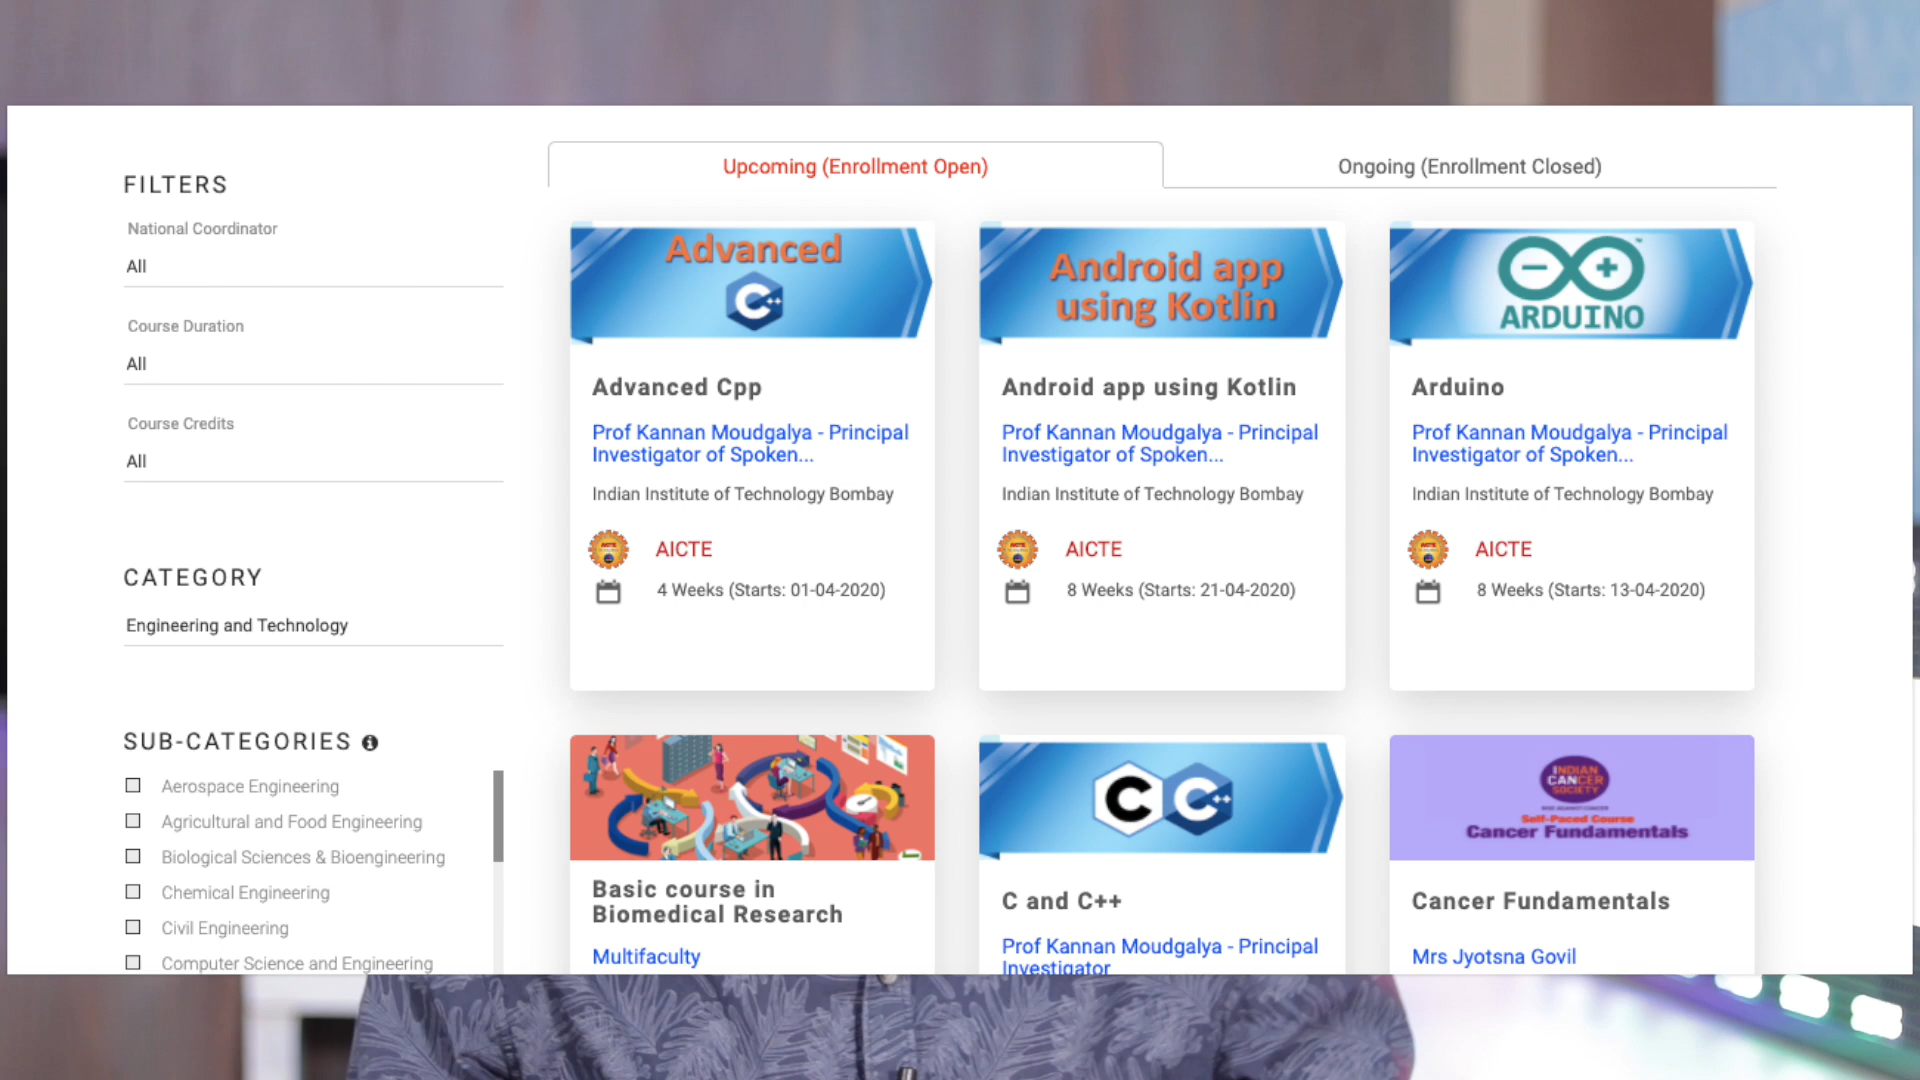 FILTERS
National Coordinator
All
Course Duration
All
Course Credits
All
CATEGORY
Engineering and Technology
SUB-CATEGORIES
Aerospace Engineering
Agricultural and Food Engineering
Biological Sciences & Bioengineering
Chemical Engineering
Civil Engineering
Computer Science and Engineering
Upcoming (Enrollment Open)
Ongoing (Enrollment Closed)
Advanced
C++
Advanced Cpp
Prof Kannan Moudgalya - Principal
Investigator of Spoken...
Indian Institute of Technology Bombay
AICTE
4 Weeks (Starts: 01-04-2020)
Android app
using Kotlin
Android app using Kotlin
Prof Kannan Moudgalya - Principal
Investigator of Spoken...
Indian Institute of Technology Bombay
AICTE
8 Weeks (Starts: 21-04-2020)
ARDUINO
Arduino
Prof Kannan Moudgalya - Principal
Investigator of Spoken...
Indian Institute of Technology Bombay
AICTE
8 Weeks (Starts: 13-04-2020)
Basic course in
Biomedical Research
Multifaculty
C C++
C and C++
Prof Kannan Moudgalya - Principal
Investigator
INDIAN
CANCER
SOCIETY
Self-Paced Course
Cancer Fundamentals
Cancer Fundamentals
Mrs Jyotsna Govil